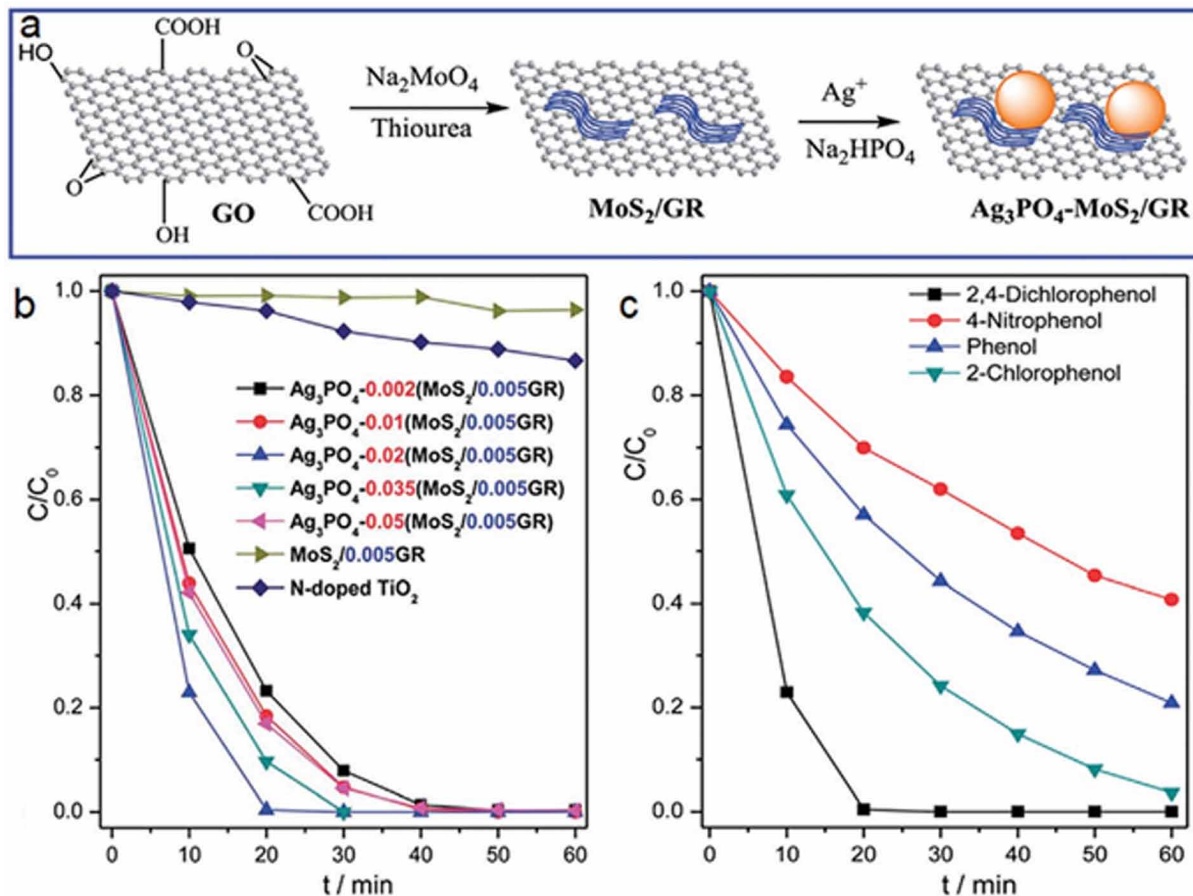 a
HO
COOH
O
O
OH
COOH
GO
Na₂MoO₄
Thiourea
MoS₂/GR
Ag⁺
Na₂HPO₄
Ag₃PO₄-MoS₂/GR
b
C/C₀
1.0
0.8
0.6
0.4
0.2
0.0
Ag₃PO₄-0.002(MoS₂/0.005GR)
Ag₃PO₄-0.01(MoS₂/0.005GR)
Ag₃PO₄-0.02(MoS₂/0.005GR)
Ag₃PO₄-0.035(MoS₂/0.005GR)
Ag₃PO₄-0.05(MoS₂/0.005GR)
MoS₂/0.005GR
N-doped TiO₂
0 10 20 30 40 50 60
t / min
c
C/C₀
1.0
0.8
0.6
0.4
0.2
0.0
2,4-Dichlorophenol
4-Nitrophenol
Phenol
2-Chlorophenol
0 10 20 30 40 50 60
t / min